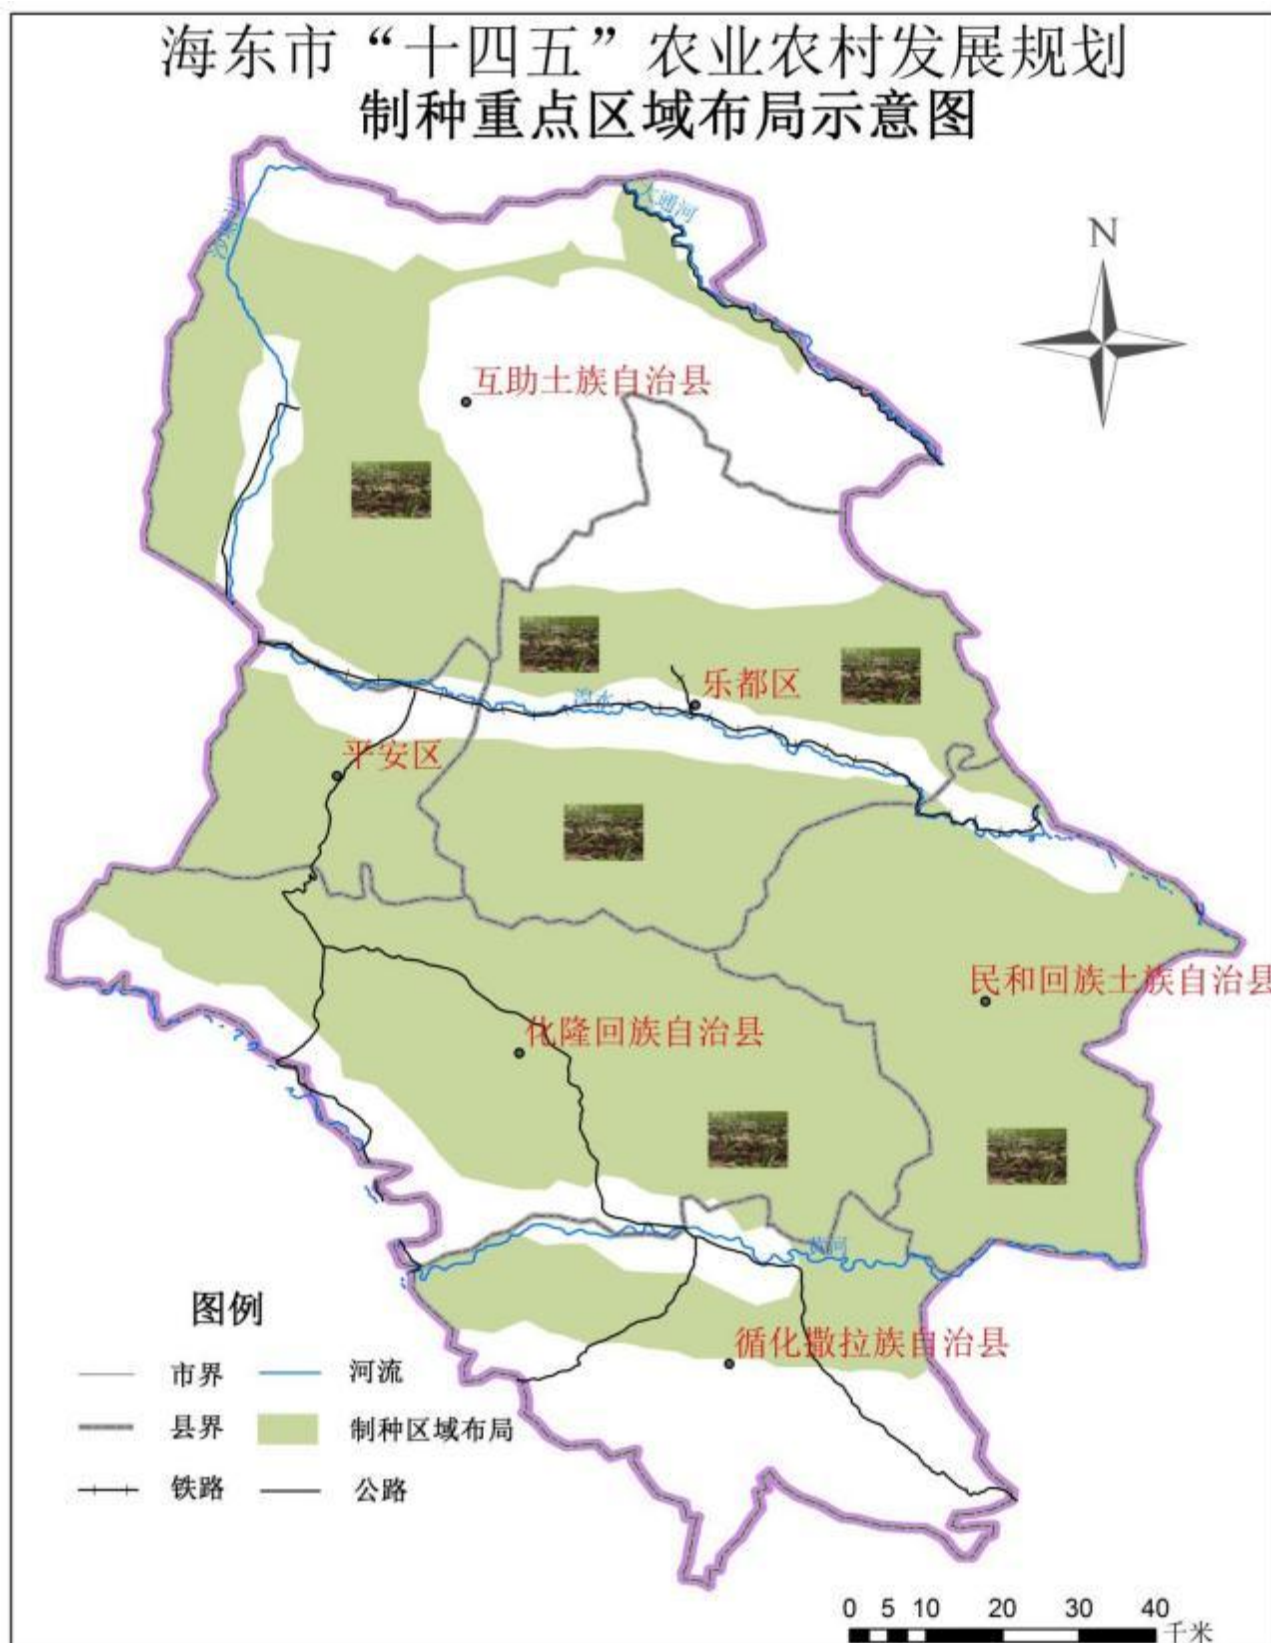 海东市“十四五”农业农村发展规划
制种重点区域布局示意图
N
大通河
互助土族自治县
乐都区
湟水
平安区
民和回族土族自治县
化隆回族自治县
黄河
循化撒拉族自治县
图例
市界
河流
县界
制种区域布局
铁路
公路
0 5 10 20 30 40
千米